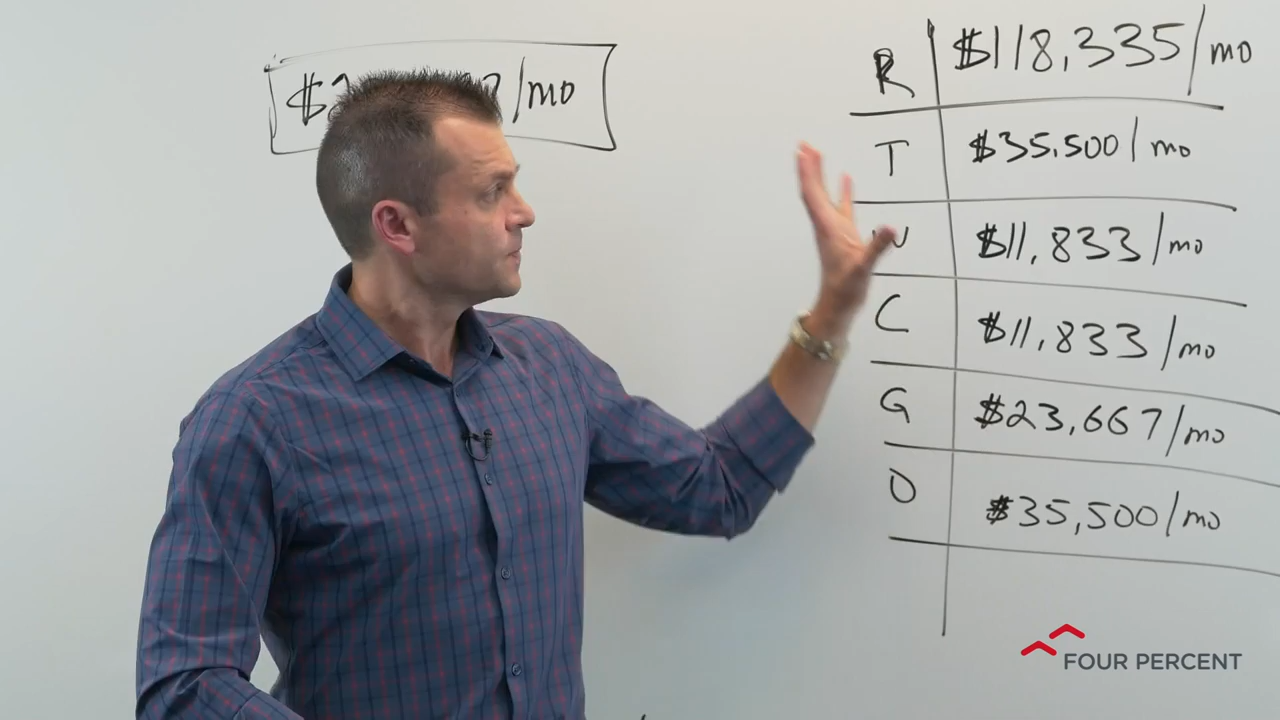 /mo
R $118,335/mo
T $35,500/mo
$11,833/mo
C $11,833/mo
G $23,667/mo
O $35,500/mo
FOUR PERCENT